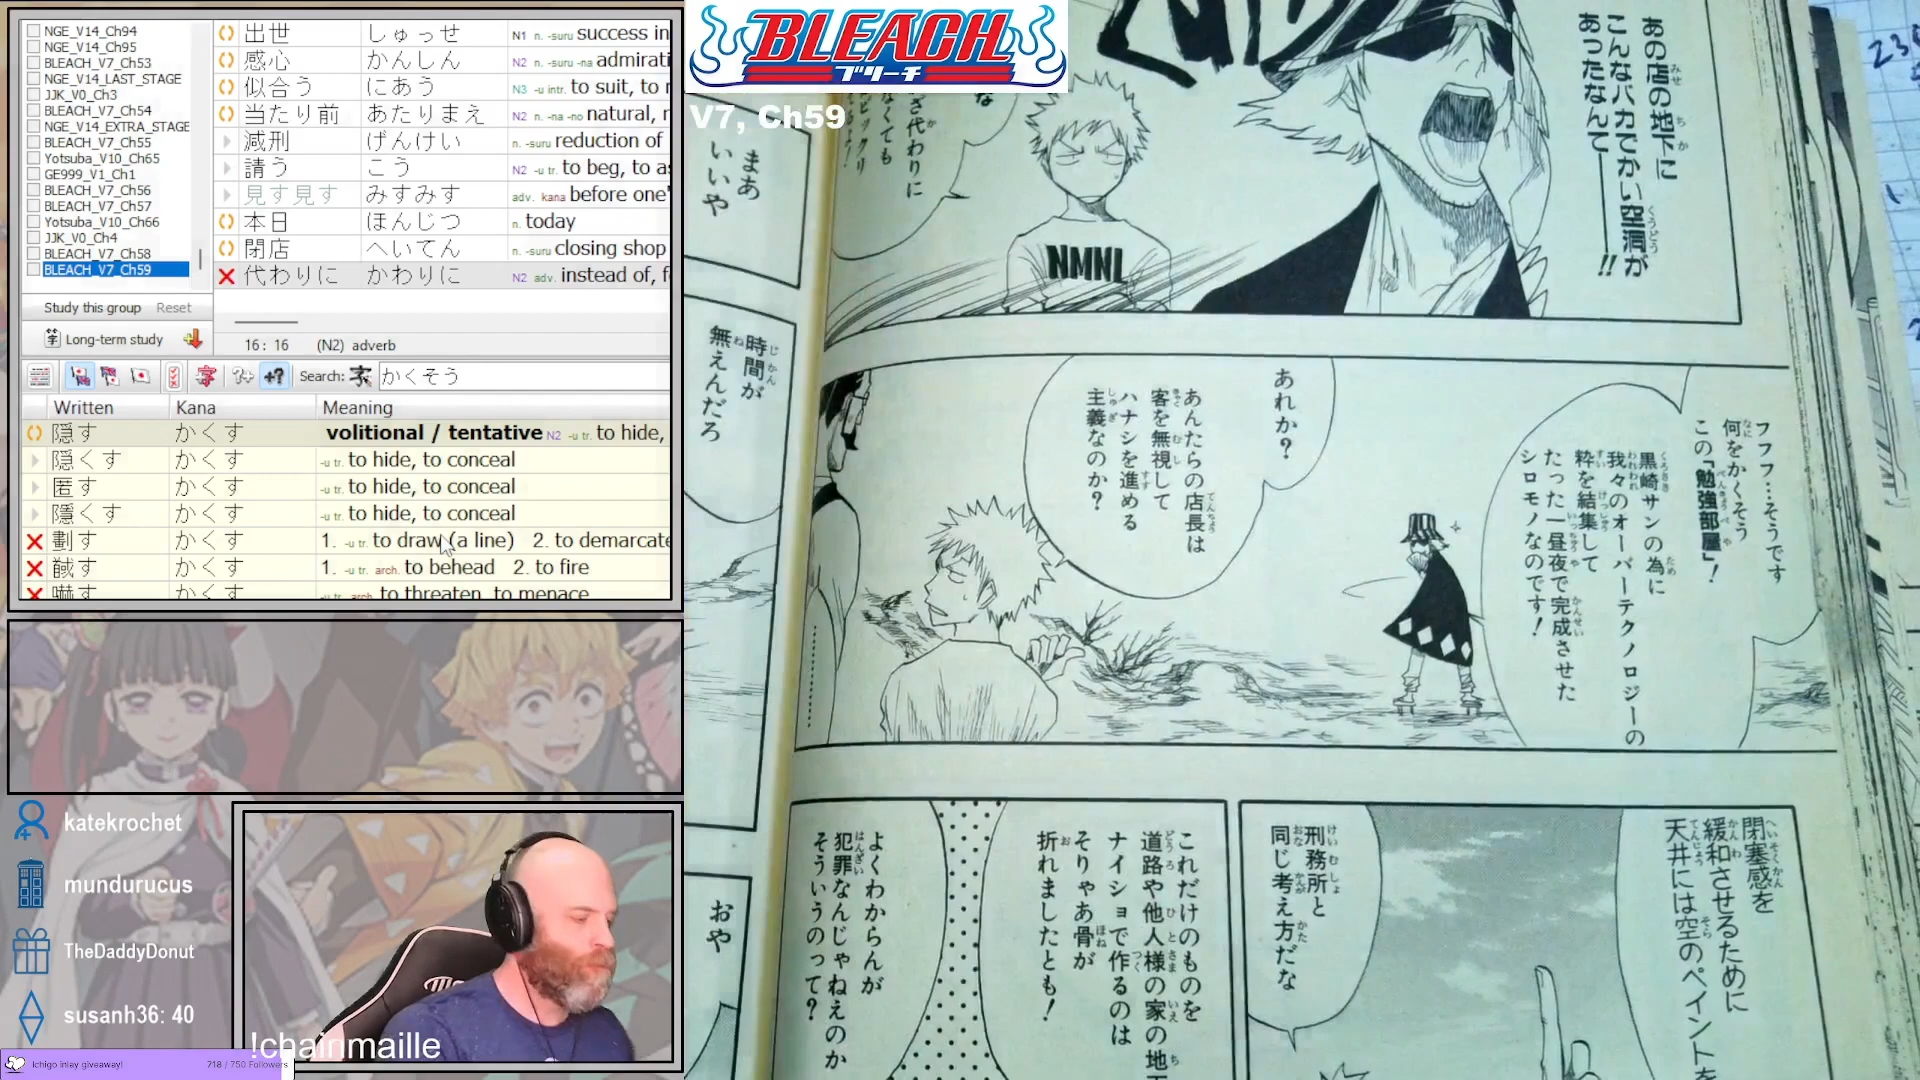 NGE_V14_Ch94
NGE_V14_Ch95
BLEACH_V7_Ch53
NGE_V14_LAST_STAGE
JJK_V0_Ch3
BLEACH_V7_Ch54
NGE_V14_EXTRA_STAGE
BLEACH_V7_Ch55
Yotsuba_V10_Ch65
GE999_V1_Ch1
BLEACH_V7_Ch56
BLEACH_V7_Ch57
Yotsuba_V10_Ch66
JJK_V0_Ch4
BLEACH_V7_Ch58
BLEACH_V7_Ch59
Study this group Reset
Long-term study
出世 しゅっせ N1 n. -suru success in
感心 かんしん N2 n. -suru -na admirati
似合う にあう N3 -u intr. to suit, to
当たり前 あたりまえ N2 n. -na -no natural,
減刑 げんけい n. -suru reduction of
請う こう N2 -u tr. to beg, to
見す見す みすみす adv. kana before one'
本日 ほんじつ n. today
閉店 へいてん n. -suru closing shop
代わりに かわりに N2 adv. instead of,
16: 16 (N2) adverb
Search: かくそう
Written Kana Meaning
隠す かくす volitional / tentative N2 -u tr. to hide,
隠くす かくす -u tr. to hide, to conceal
匿す かくす -u tr. to hide, to conceal
隱くす かくす -u tr. to hide, to conceal
劃す かくす 1. -u tr. to draw (a line) 2. to demarcate
馘す かくす 1. -u tr. arch. to behead 2. to fire
嚇す かくす -u tr. arch. to threaten, to menace
katekrochet
mundurucus
TheDaddyDonut
susanh36: 40
Ichigo inlay giveaway!
718 / 750 Followers
!chainmaille
BLEACH
ブリーチ
V7, Ch59
あの店の地下に
こんなバカでかい空洞が
あったなんて――!!
NMNL
代わりに
なくても
まあ
いいや
時間が
無えんだろ
フフフ…そうです
何をかくそう
この「勉強部屋」!
黒崎サンの為に
我々のオーバーテクノロジーの
粋を結集して
たった一昼夜で完成させた
シロモノなのです!
あれか?
あんたらの店長は
客を無視して
ハナシを進める
主義なのか?
………
閉塞感を
緩和させるために
天井には空のペイントを
刑務所と
同じ考え方だな
これだけのものを
道路や他人様の家の地下
ナイショで作るのは
そりゃあ骨が
折れましたとも!
よくわからんが
犯罪なんじゃねえのか
そういうのって?
おや